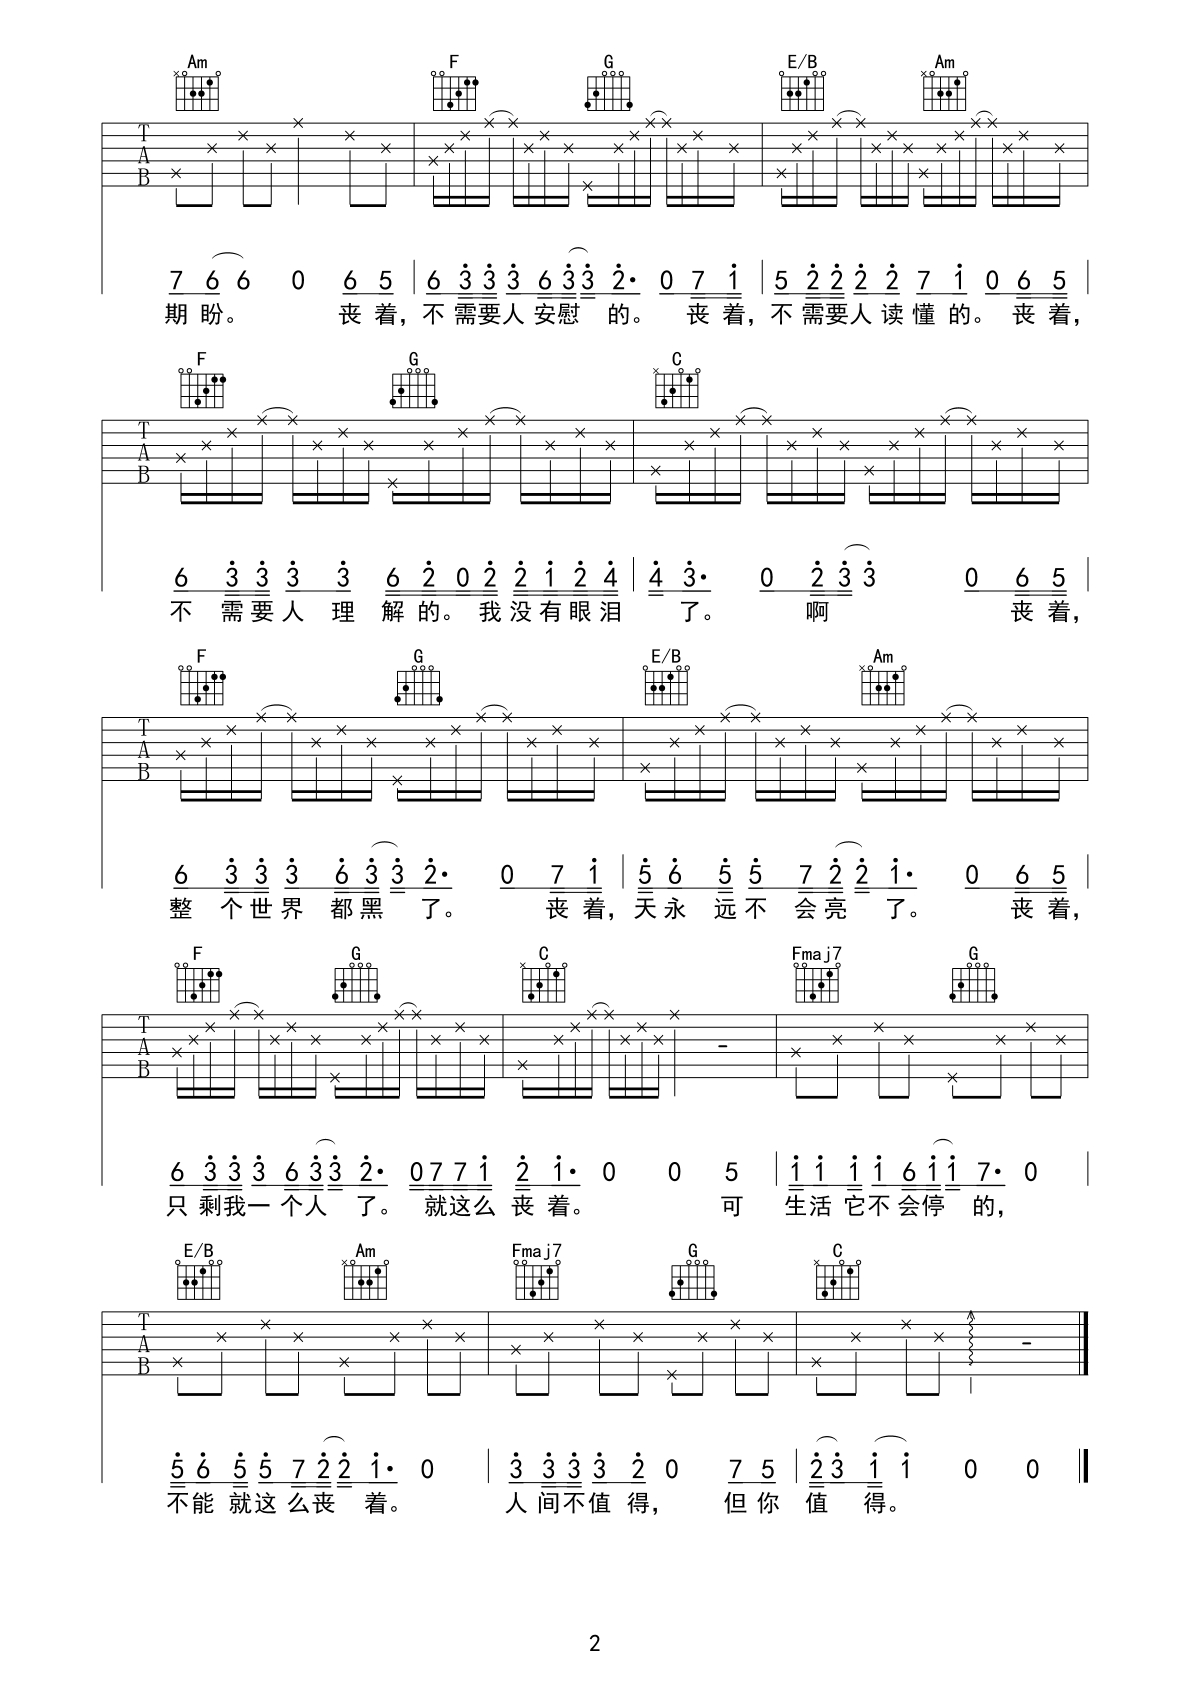 Am F G E/B Am
T A B
7 6 6 0 6 5 6 3 3 3 6 3 3 2· 0 7 1 5 2 2 2 2 7 1 0 6 5
期盼。 丧着，不需要人安慰 的。 丧着，不需要人读懂的。丧着，
F G C
T A B
6 3 3 3 3 6 2 0 2 2 1 2 4 4 3· 0 2 3 3 0 6 5
不 需要人 理 解的。我没有眼泪 了。 啊 丧着，
F G E/B Am
T A B
6 3 3 3 6 3 3 2· 0 7 1 5 6 5 5 7 2 2 1· 0 6 5
整 个世界 都黑 了。 丧着，天永 远不 会亮 了。 丧着，
F G C Fmaj7 G
T A B
6 3 3 3 6 3 3 2· 0 7 7 1 2 1· 0 0 5 1 1 1 1 6 1 1 7· 0
只剩我一个人 了。 就这么丧着。 可 生活它不会停 的，
E/B Am Fmaj7 G C
T A B
5 6 5 5 7 2 2 1· 0 3 3 3 3 2 0 7 5 2 3 1 1 0 0
不能就这么丧 着。 人间不值得， 但你 值 得。
2